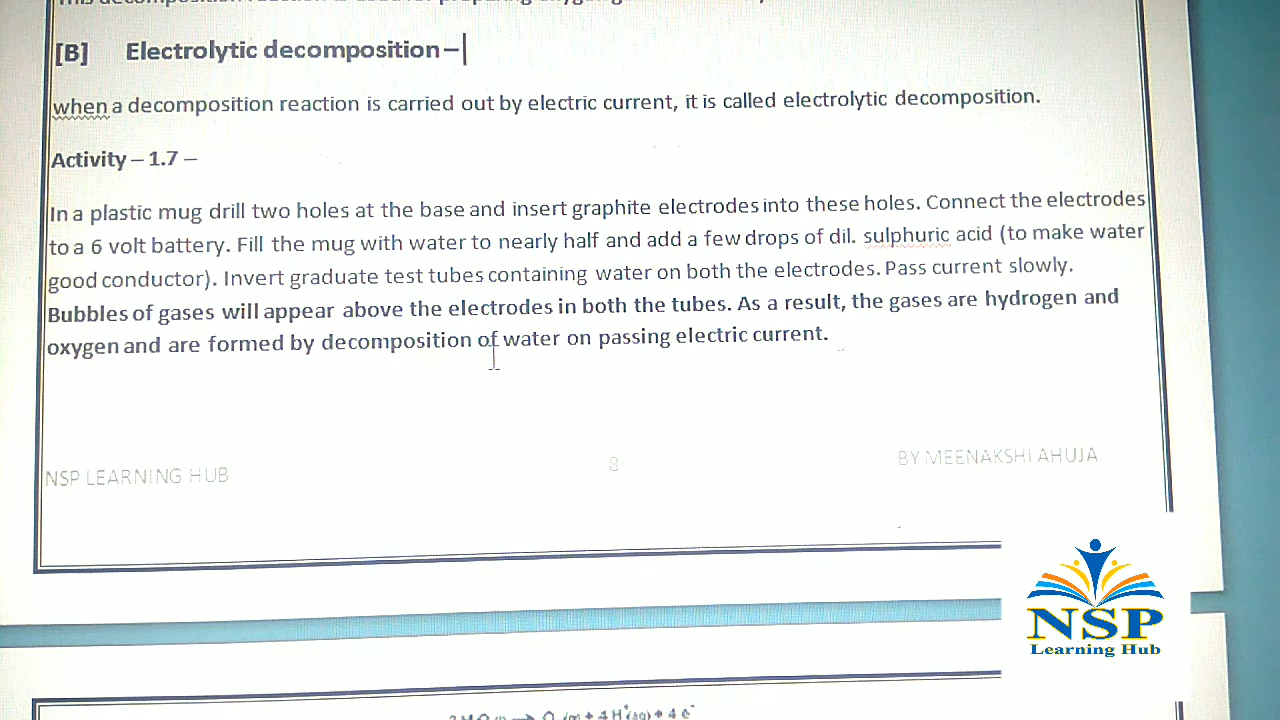 [B] Electrolytic decomposition –
when a decomposition reaction is carried out by electric current, it is called electrolytic decomposition.
Activity – 1.7 –
In a plastic mug drill two holes at the base and insert graphite electrodes into these holes. Connect the electrodes
to a 6 volt battery. Fill the mug with water to nearly half and add a few drops of dil. sulphuric acid (to make water
good conductor). Invert graduate test tubes containing water on both the electrodes. Pass current slowly.
Bubbles of gases will appear above the electrodes in both the tubes. As a result, the gases are hydrogen and
oxygen and are formed by decomposition of water on passing electric current.
NSP LEARNING HUB 8 BY MEENAKSHI AHUJA
NSP
Learning Hub